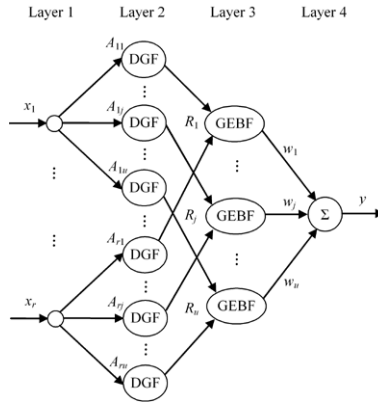 Layer 1 Layer 2 Layer 3 Layer 4
A11
DGF
x1
A1j
DGF
R1
GEBF
w1
A1u
DGF
Rj
GEBF
wj
Σ
y
Ar1
DGF
xr
Arj
DGF
Ru
GEBF
wu
Aru
DGF